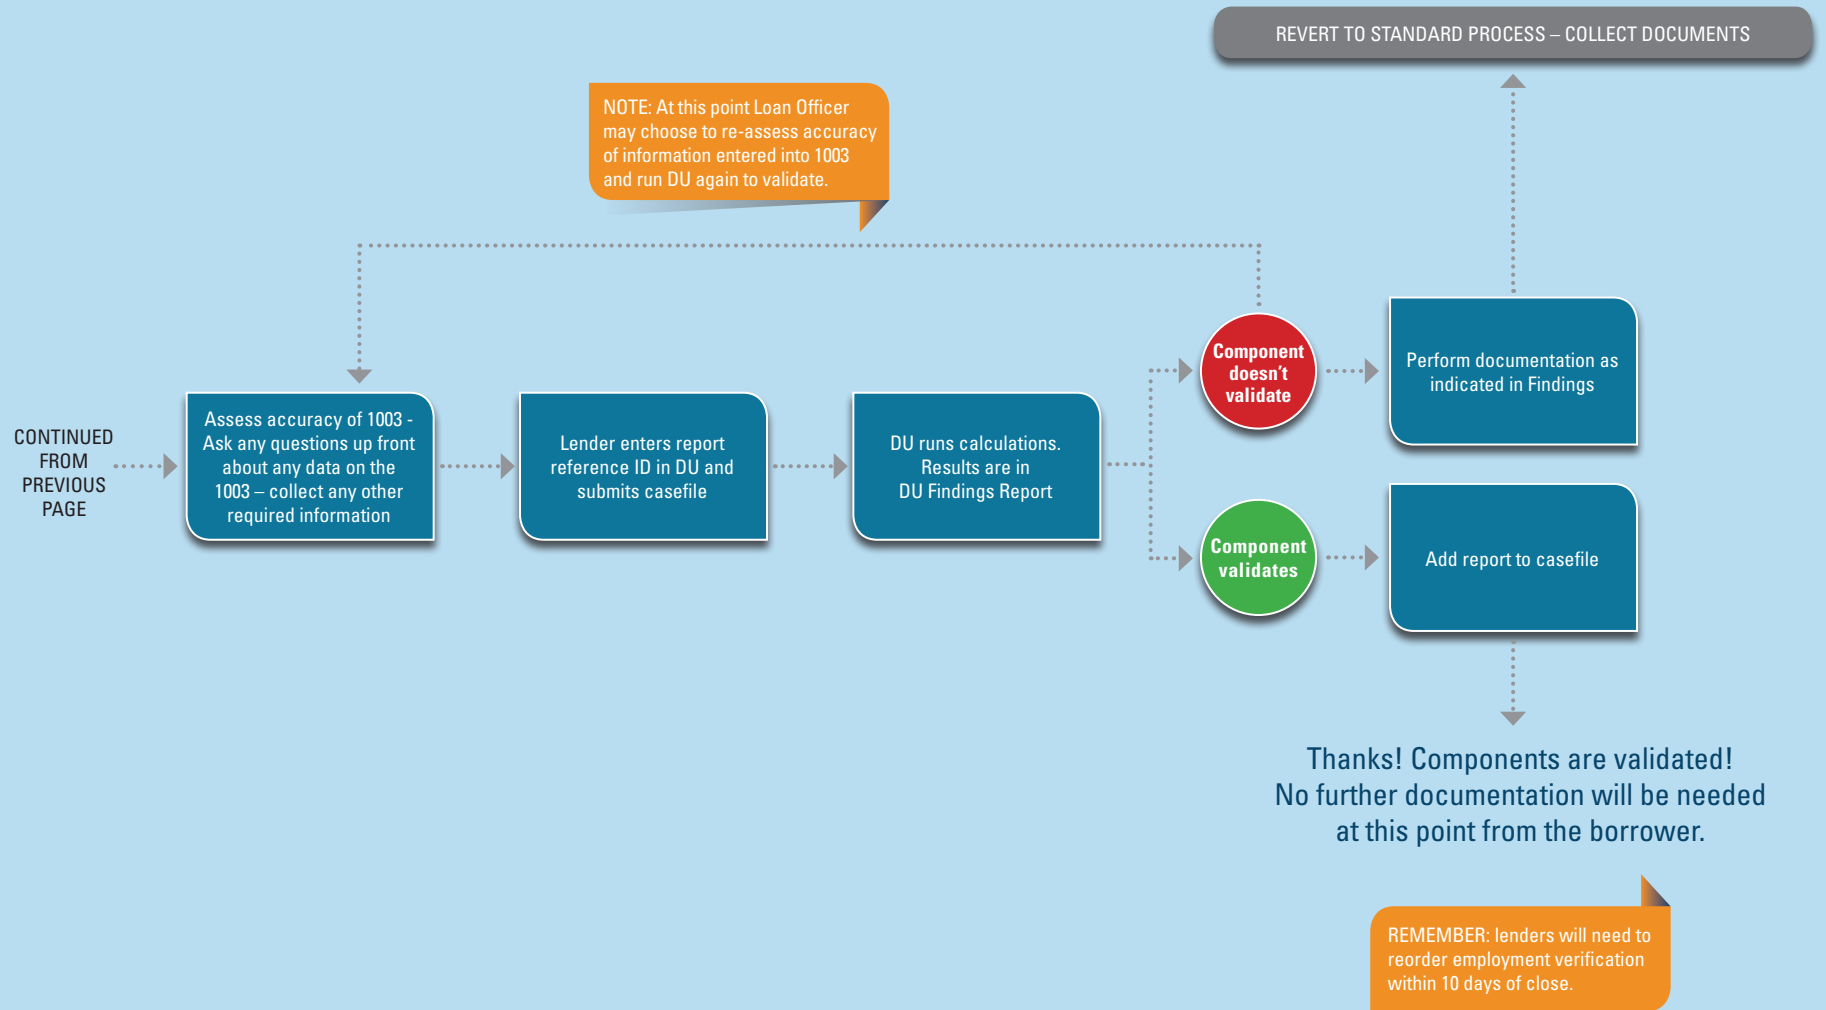 REVERT TO STANDARD PROCESS – COLLECT DOCUMENTS
NOTE: At this point Loan Officer
may choose to re-assess accuracy
of information entered into 1003
and run DU again to validate.
CONTINUED
FROM
PREVIOUS
PAGE
Assess accuracy of 1003 -
Ask any questions up front
about any data on the
1003 – collect any other
required information
Lender enters report
reference ID in DU and
submits casefile
DU runs calculations.
Results are in
DU Findings Report
Component
doesn't
validate
Perform documentation as
indicated in Findings
Component
validates
Add report to casefile
Thanks! Components are validated!
No further documentation will be needed
at this point from the borrower.
REMEMBER: lenders will need to
reorder employment verification
within 10 days of close.